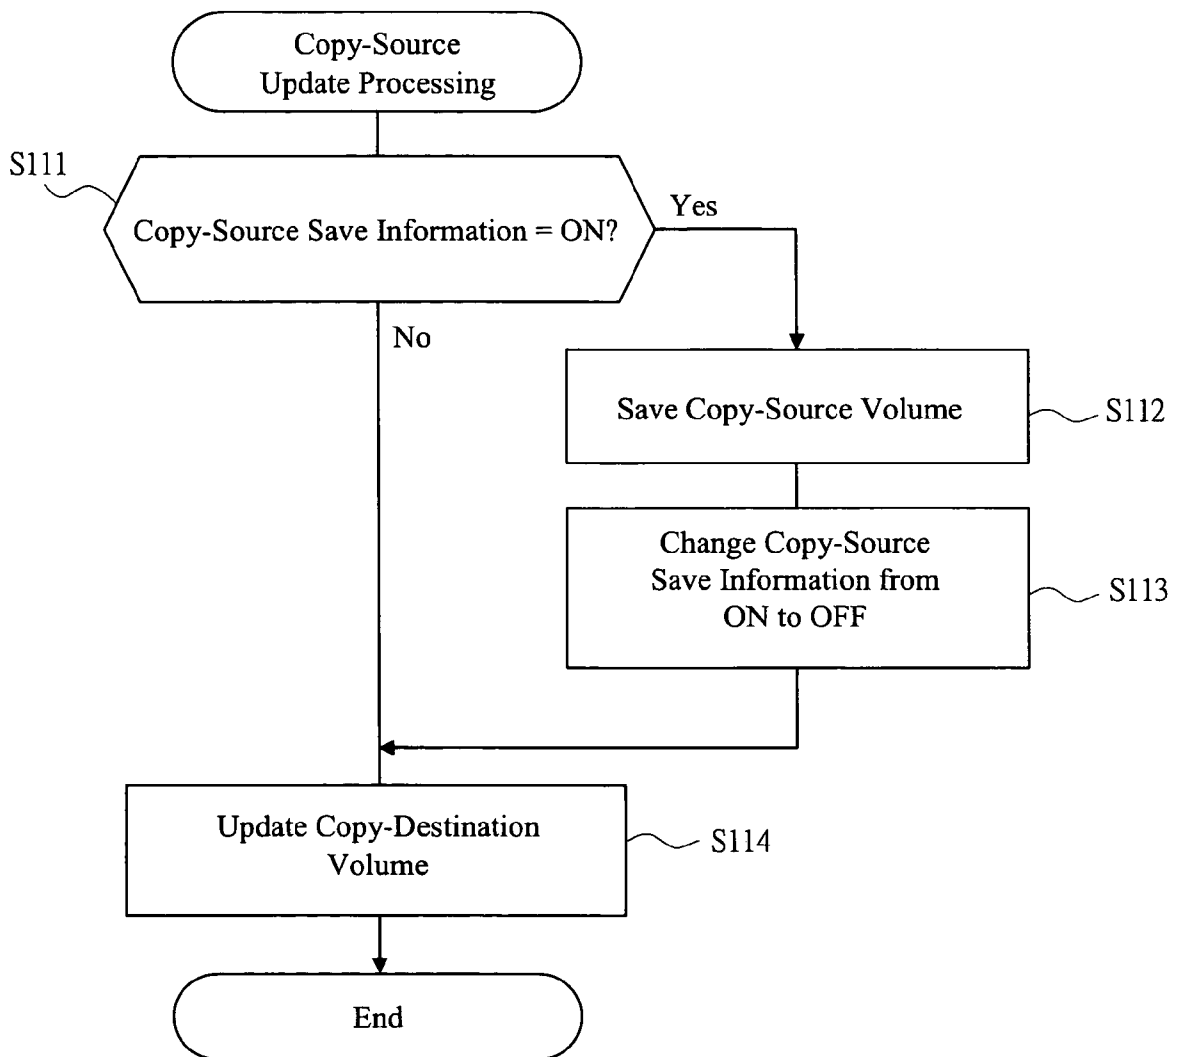 Copy-Source
Update Processing
S111
Copy-Source Save Information = ON?
Yes
No
Save Copy-Source Volume
S112
Change Copy-Source
Save Information from
ON to OFF
S113
Update Copy-Destination
Volume
S114
End